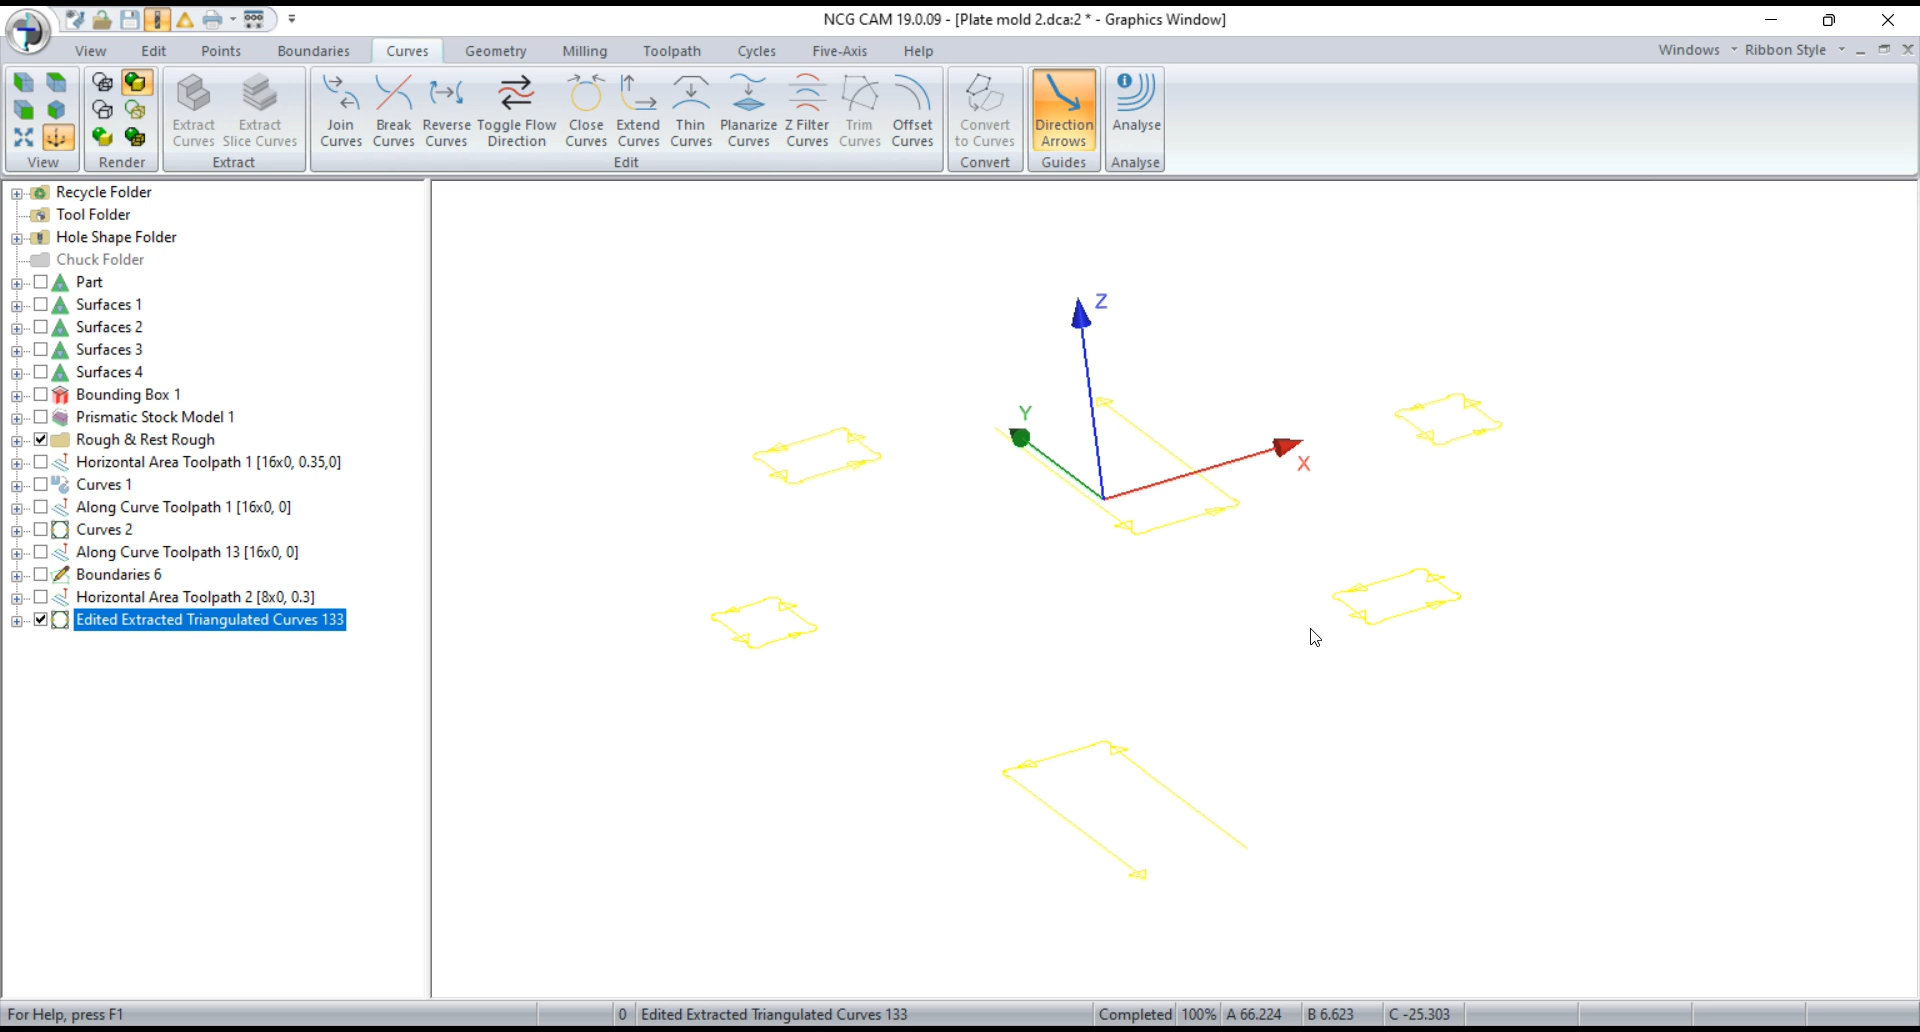 NCG CAM 19.0.09 - [Plate mold 2.dca:2 * - Graphics Window]
View Edit Points Boundaries Curves Geometry Milling Toolpath Cycles Five-Axis Help
Windows Ribbon Style
Extract Curves
Extract Slice Curves
Join Curves
Break Curves
Reverse Curves
Toggle Flow Direction
Close Curves
Extend Curves
Thin Curves
Planarize Curves
Z Filter Curves
Trim Curves
Offset Curves
Convert to Curves
Direction Arrows
Analyse
View Render Extract Edit Convert Guides Analyse
Recycle Folder
Tool Folder
Hole Shape Folder
Chuck Folder
Part
Surfaces 1
Surfaces 2
Surfaces 3
Surfaces 4
Bounding Box 1
Prismatic Stock Model 1
Rough & Rest Rough
Horizontal Area Toolpath 1 [16x0, 0.35,0]
Curves 1
Along Curve Toolpath 1 [16x0, 0]
Curves 2
Along Curve Toolpath 13 [16x0, 0]
Boundaries 6
Horizontal Area Toolpath 2 [8x0, 0.3]
Edited Extracted Triangulated Curves 133
Z
Y
X
For Help, press F1
0 Edited Extracted Triangulated Curves 133 Completed 100% A 66.224 B 6.623 C -25.303